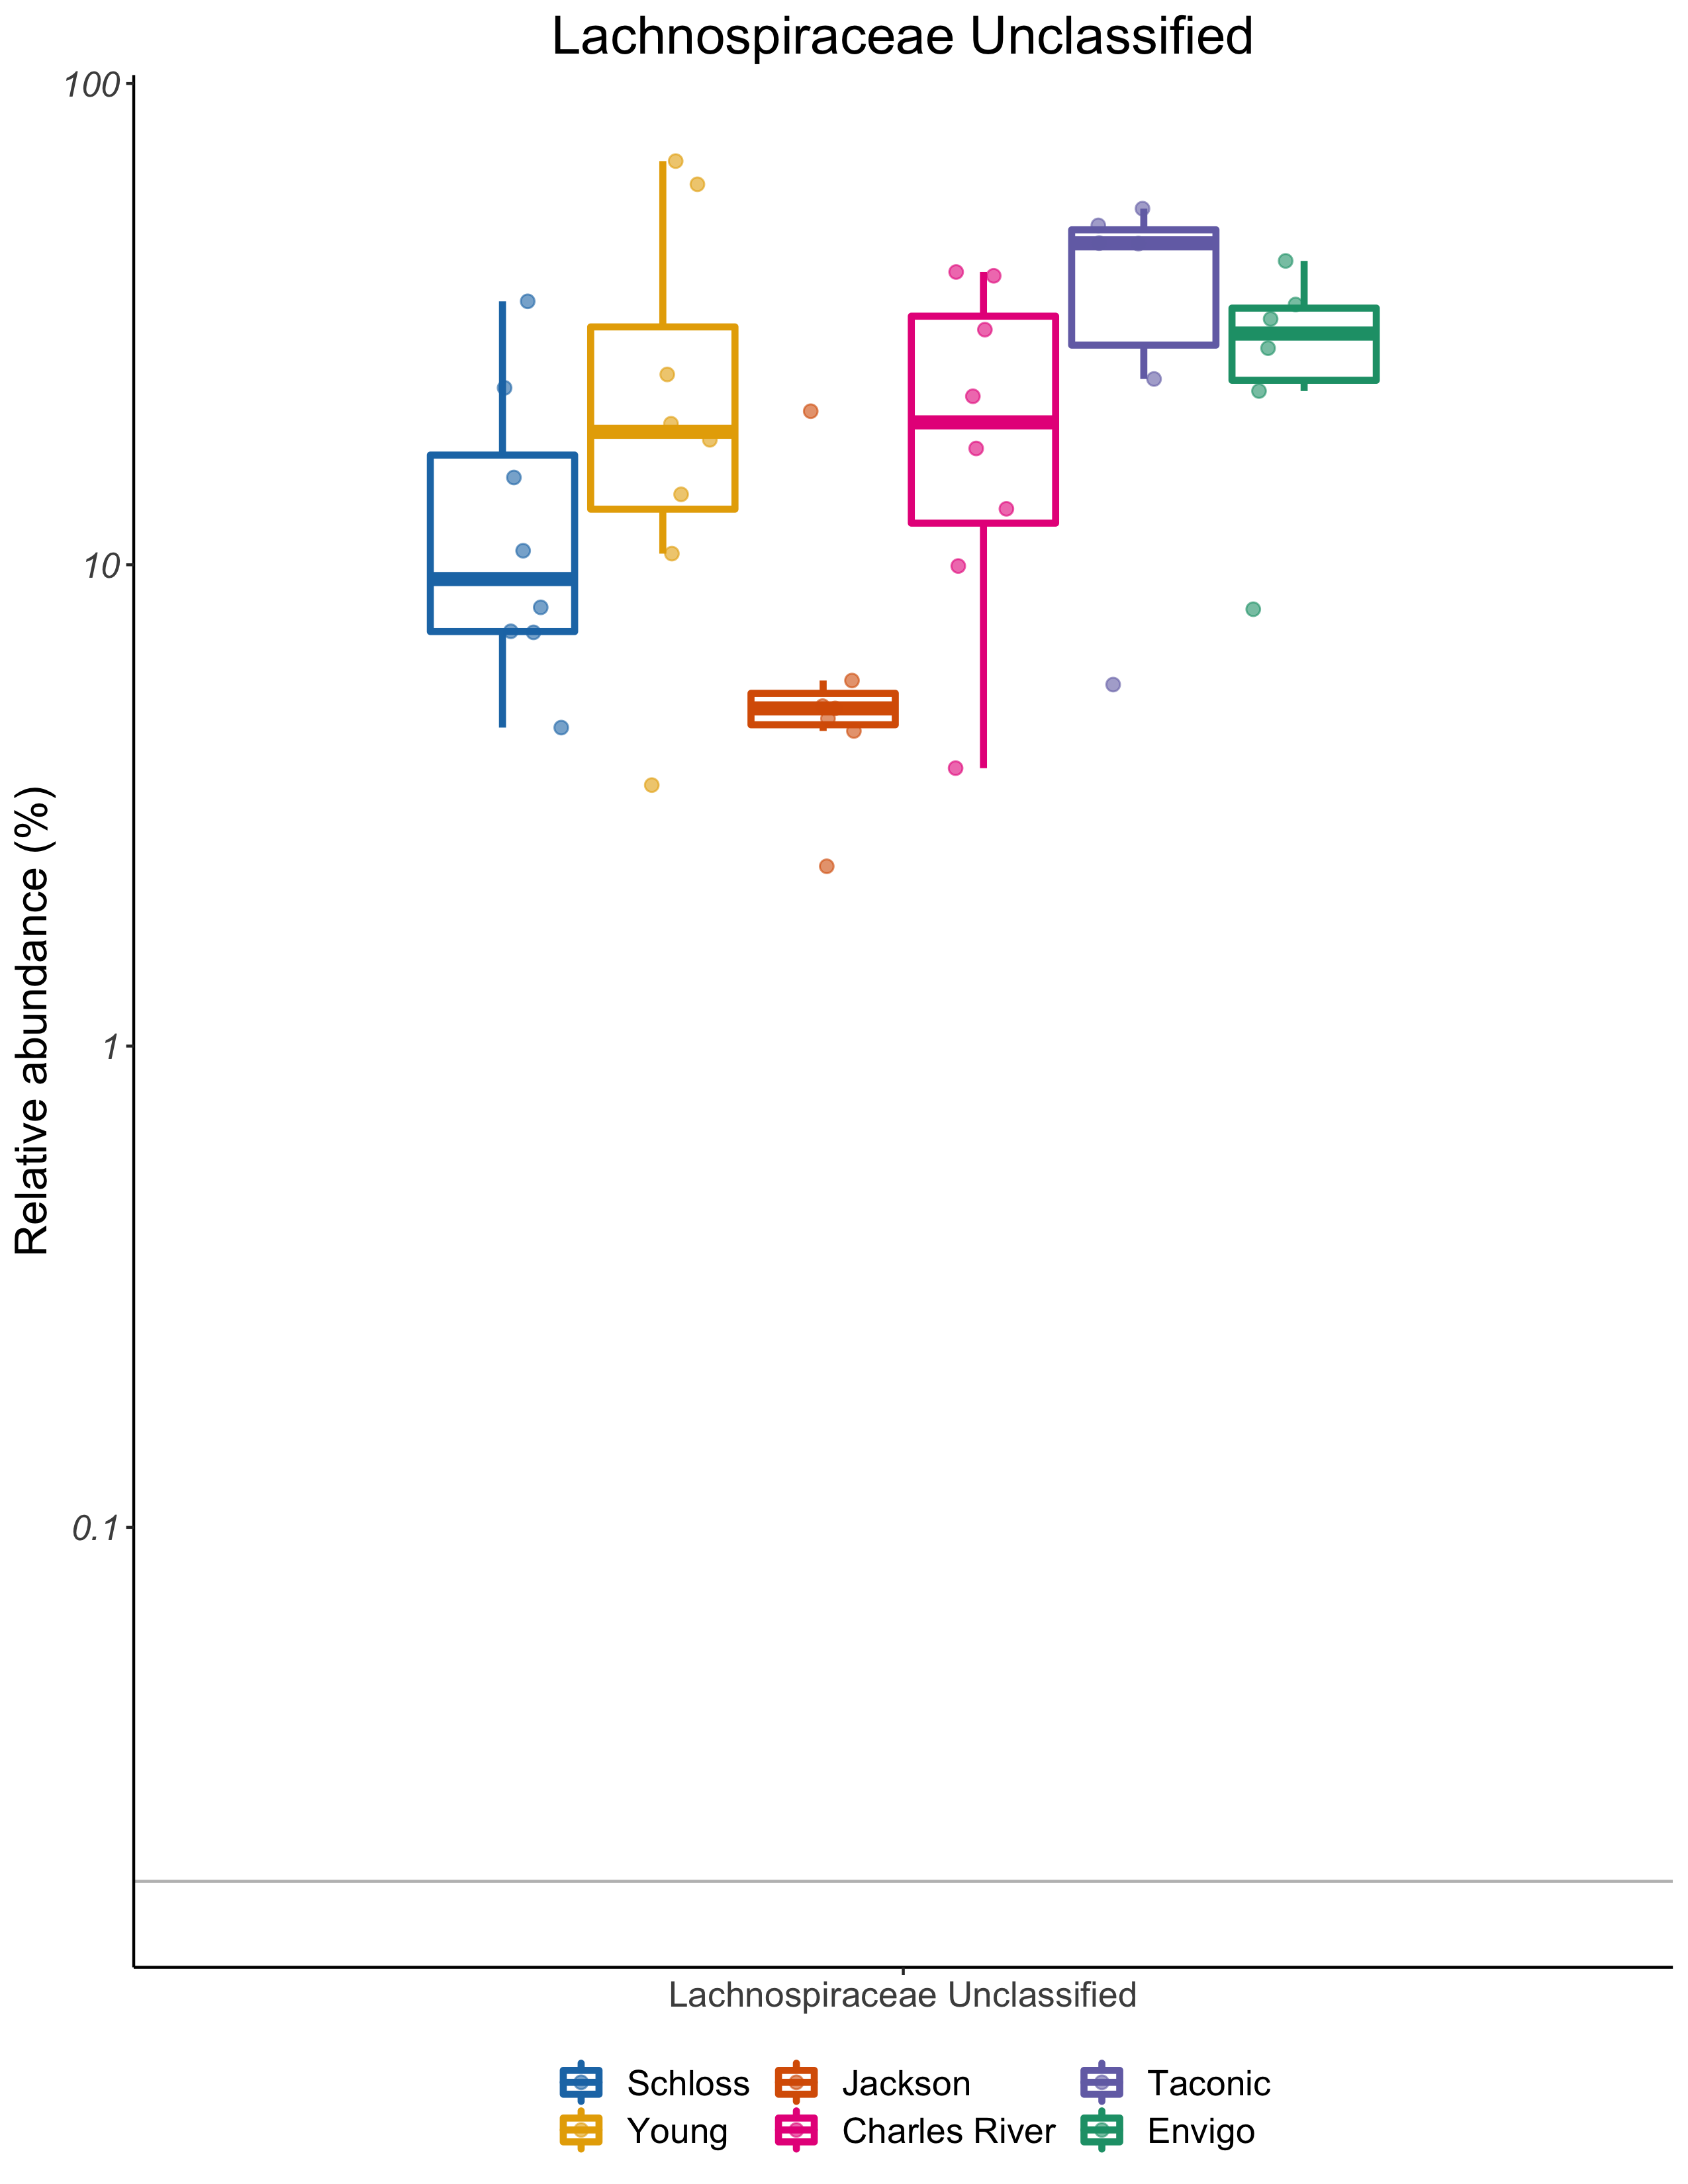 Lachnospiraceae Unclassified
100
10
1
0.1
Relative abundance (%)
Lachnospiraceae Unclassified
Schloss
Jackson
Taconic
Young
Charles River
Envigo